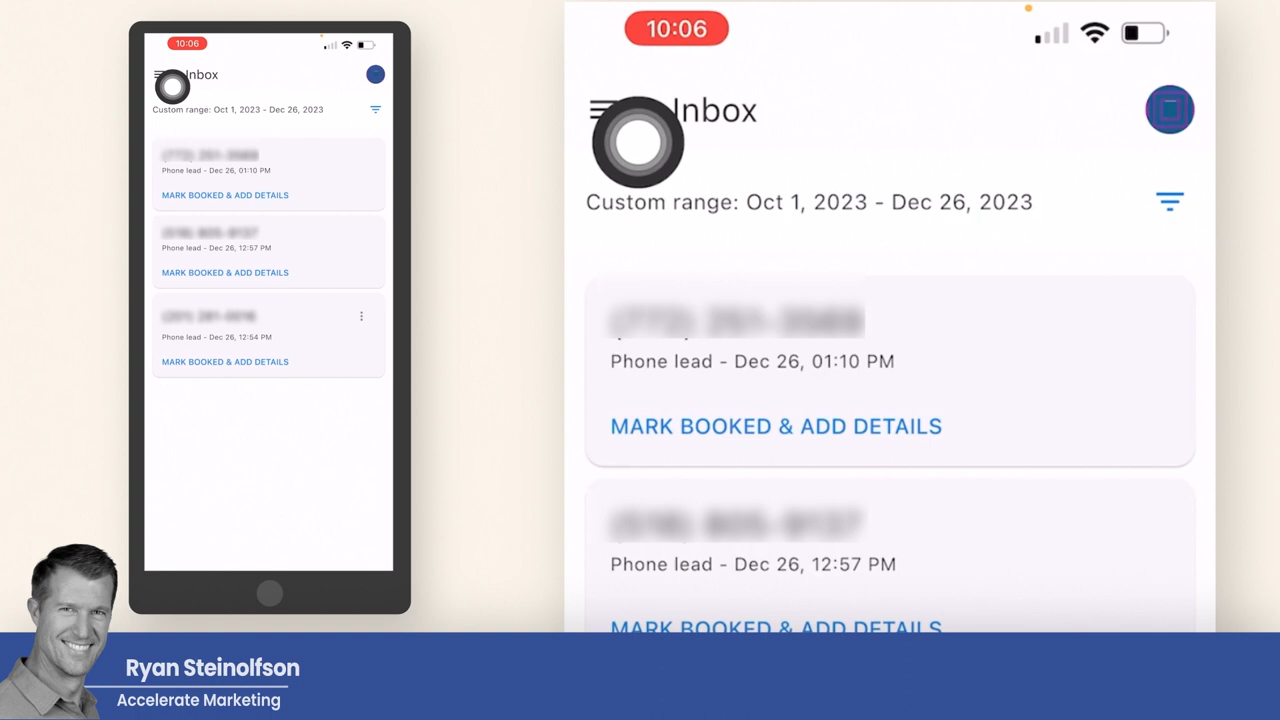 10:06
Inbox
Custom range: Oct 1, 2023 - Dec 26, 2023
Phone lead - Dec 26, 01:10 PM
MARK BOOKED & ADD DETAILS
Phone lead - Dec 26, 12:57 PM
MARK BOOKED & ADD DETAILS
Phone lead - Dec 26, 12:54 PM
MARK BOOKED & ADD DETAILS
10:06
Inbox
Custom range: Oct 1, 2023 - Dec 26, 2023
Phone lead - Dec 26, 01:10 PM
MARK BOOKED & ADD DETAILS
Phone lead - Dec 26, 12:57 PM
MARK BOOKED & ADD DETAILS
Ryan Steinolfson
Accelerate Marketing